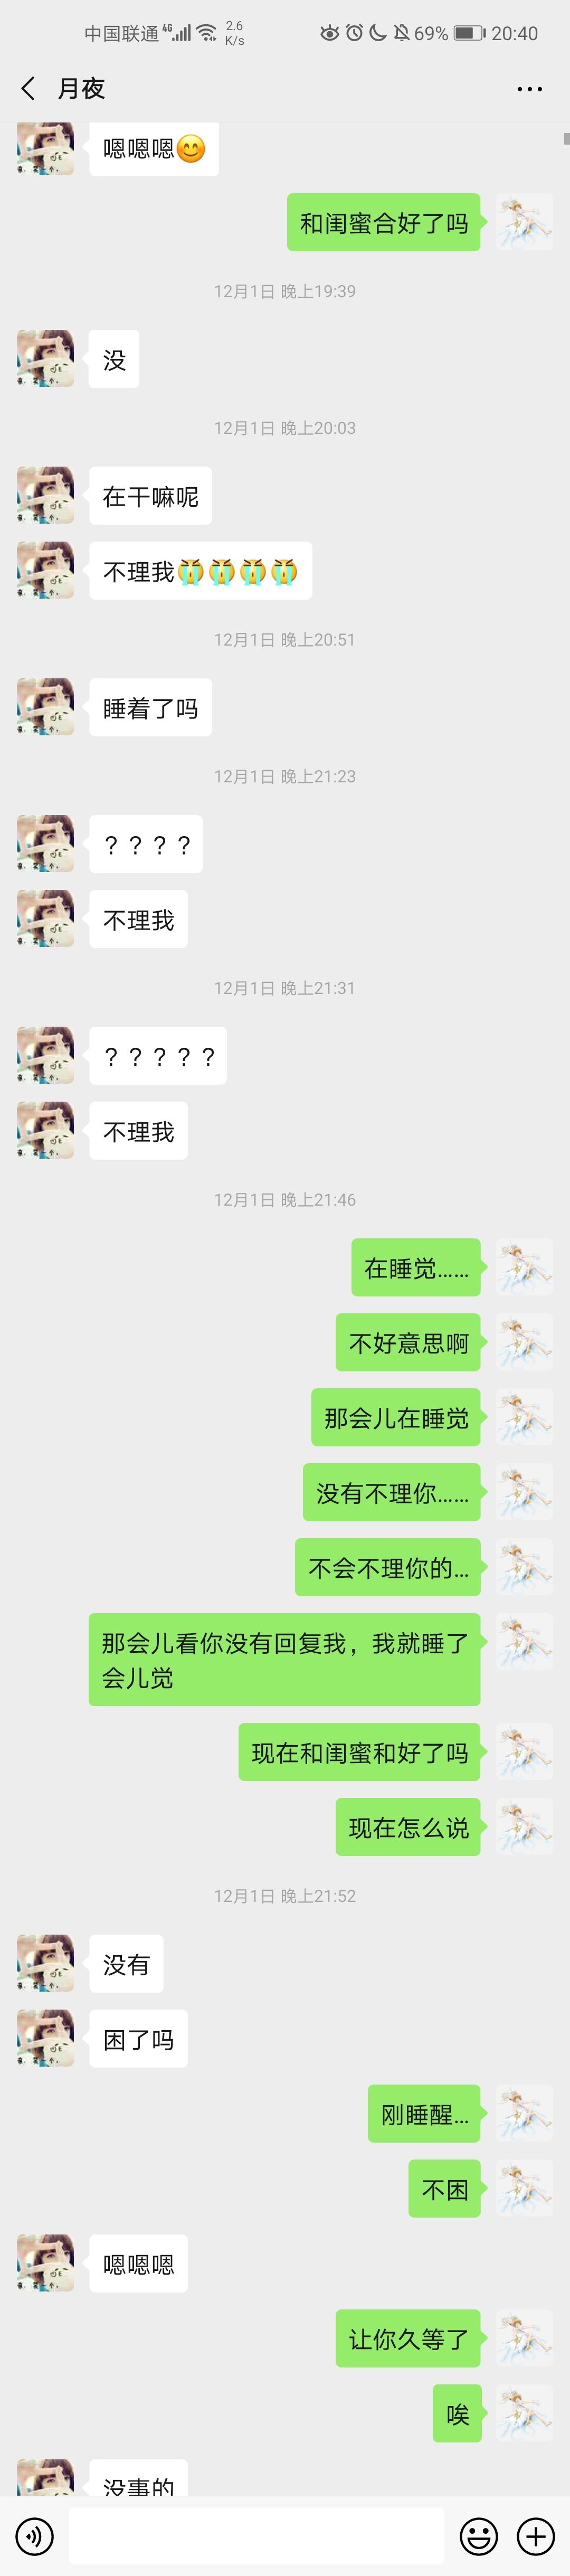 中国联通 4G 2.6 K/s 69% 20:40
月夜
嗯嗯嗯😊
和闺蜜合好了吗
12月1日 晚上19:39
没
12月1日 晚上20:03
在干嘛呢
不理我😭😭😭😭
12月1日 晚上20:51
睡着了吗
12月1日 晚上21:23
？？？？
不理我
12月1日 晚上21:31
？？？？？
不理我
12月1日 晚上21:46
在睡觉……
不好意思啊
那会儿在睡觉
没有不理你……
不会不理你的…
那会儿看你没有回复我，我就睡了
会儿觉
现在和闺蜜和好了吗
现在怎么说
12月1日 晚上21:52
没有
困了吗
刚睡醒…
不困
嗯嗯嗯
让你久等了
唉
没事的